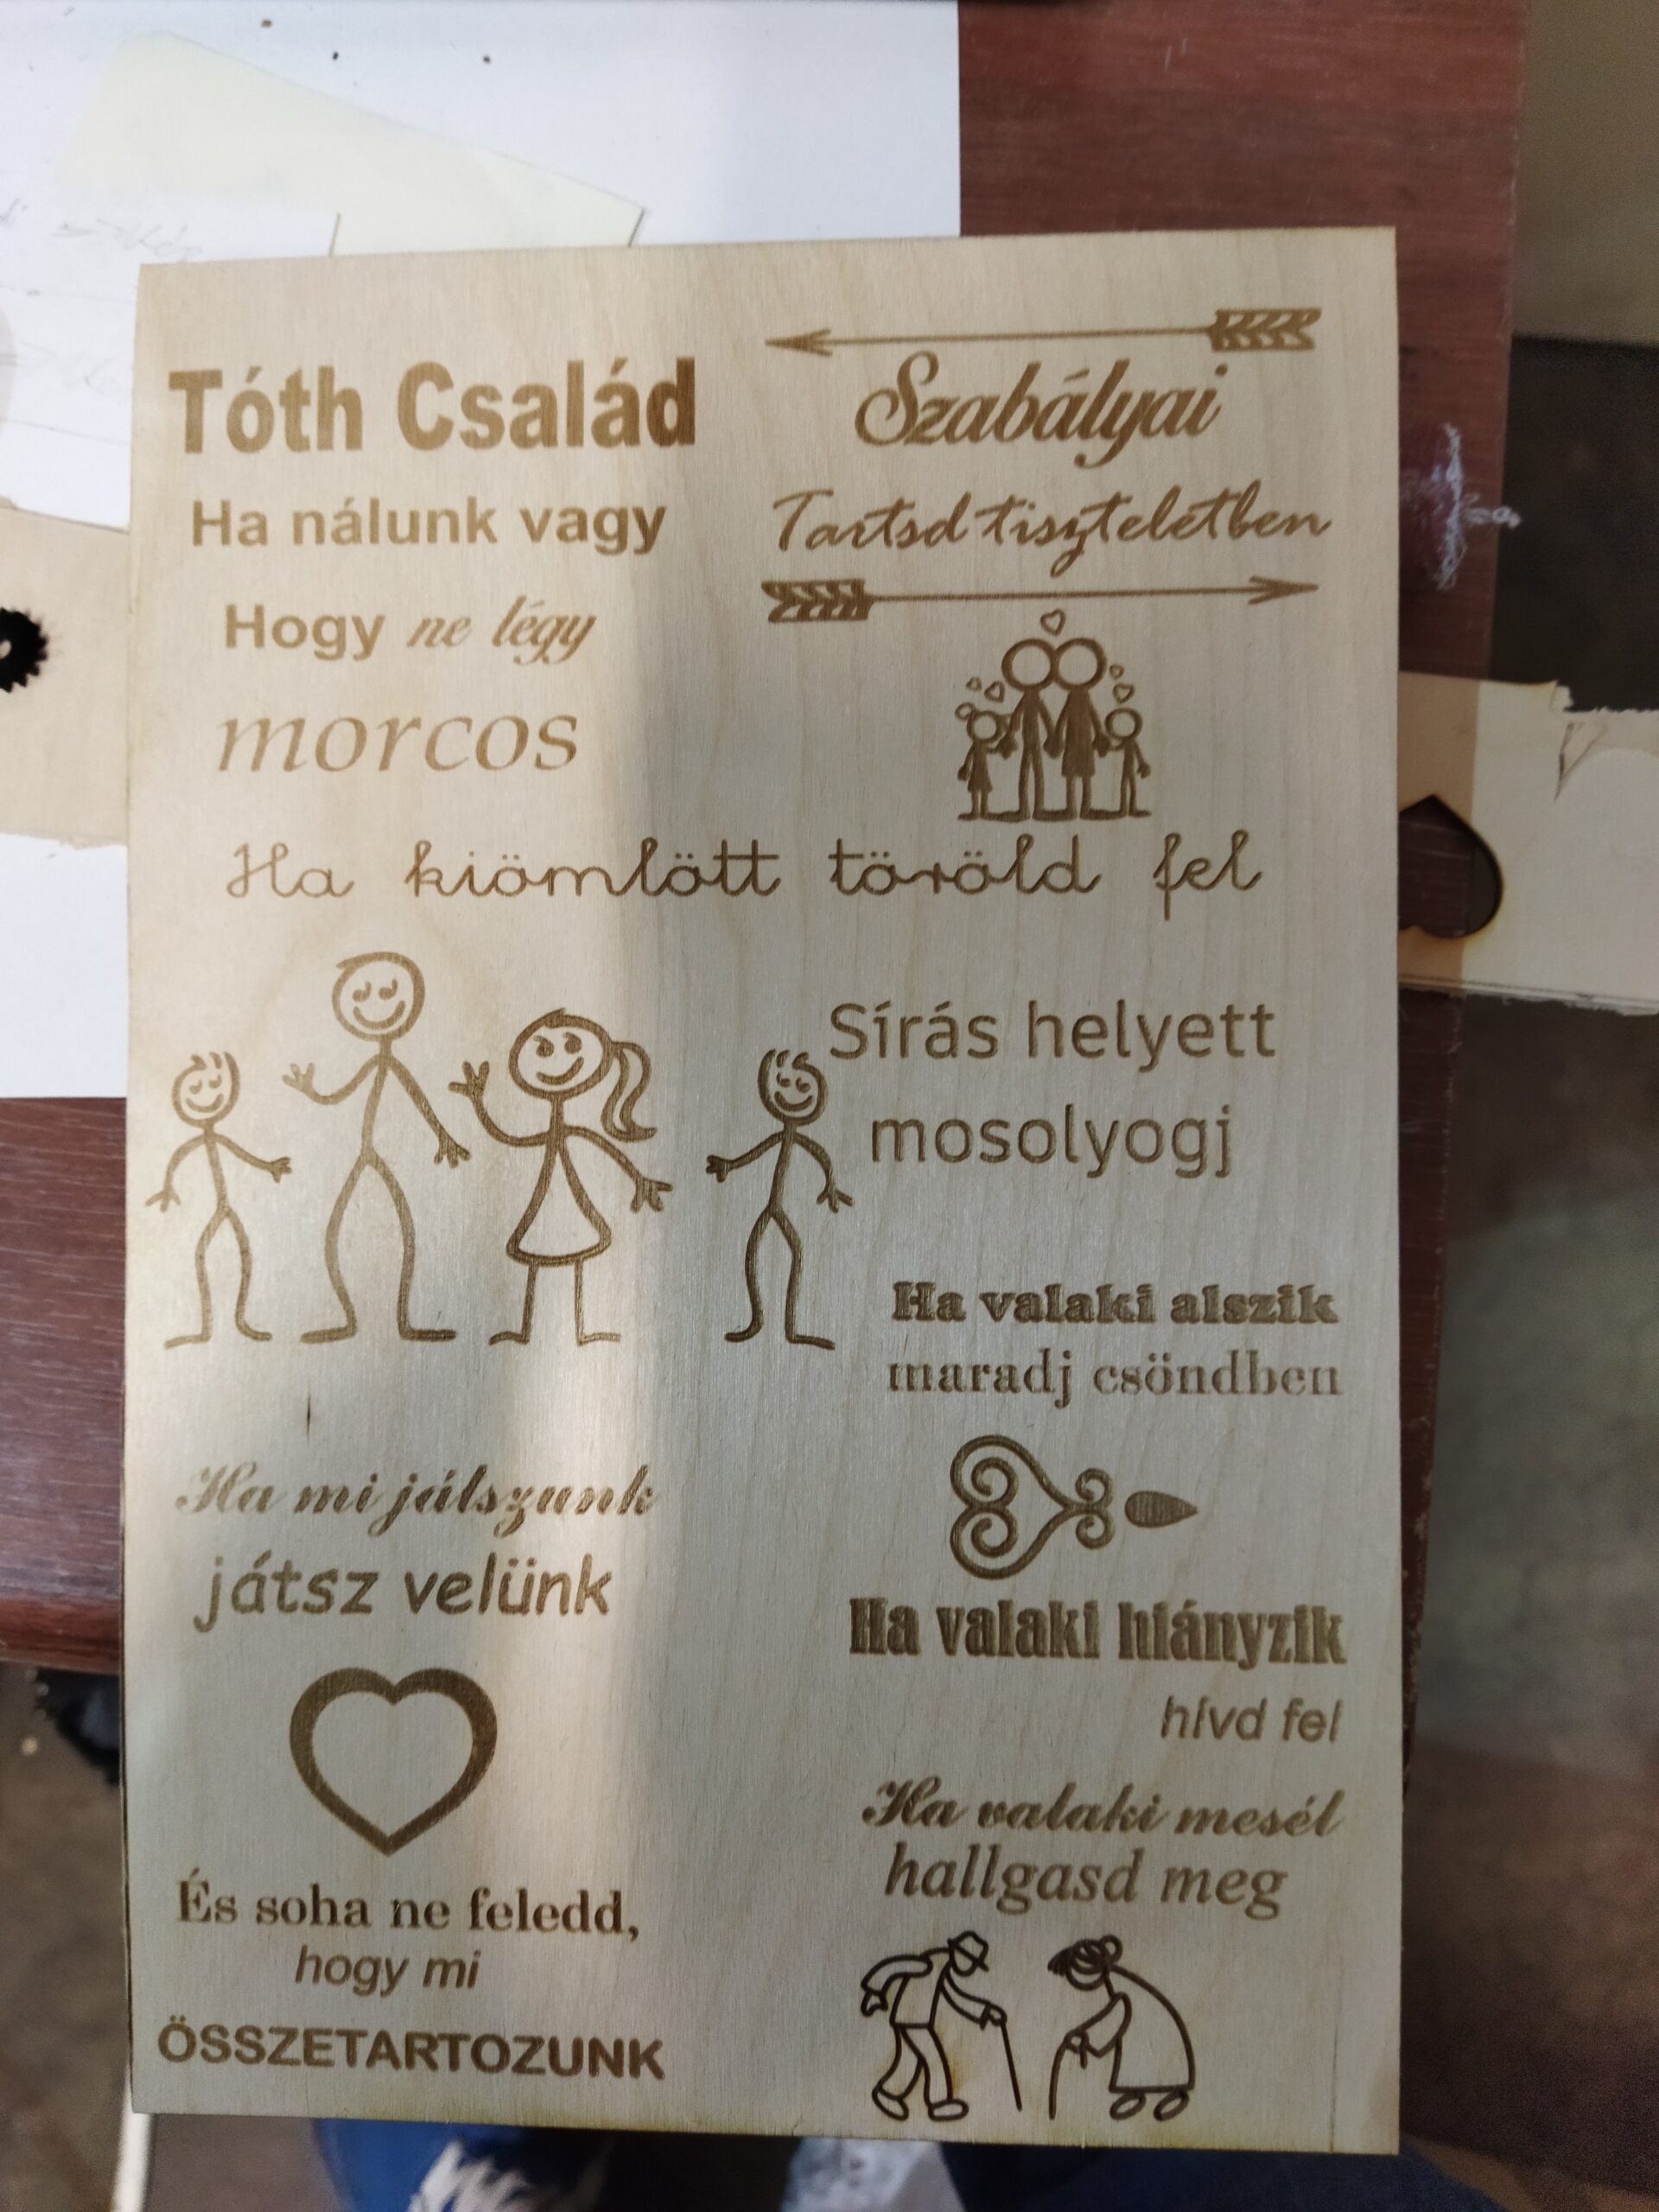 Tóth Család
Szabályai
Ha nálunk vagy
Tartsd tiszteletben
Hogy ne légy
morcos
Ha kiömlött töröld fel
Sírás helyett
mosolyogj
Ha valaki alszik
maradj csöndben
Ha mi játszunk
játsz velünk
Ha valaki hiányzik
hívd fel
Ha valaki mesél
hallgasd meg
És soha ne feledd,
hogy mi
ÖSSZETARTOZUNK